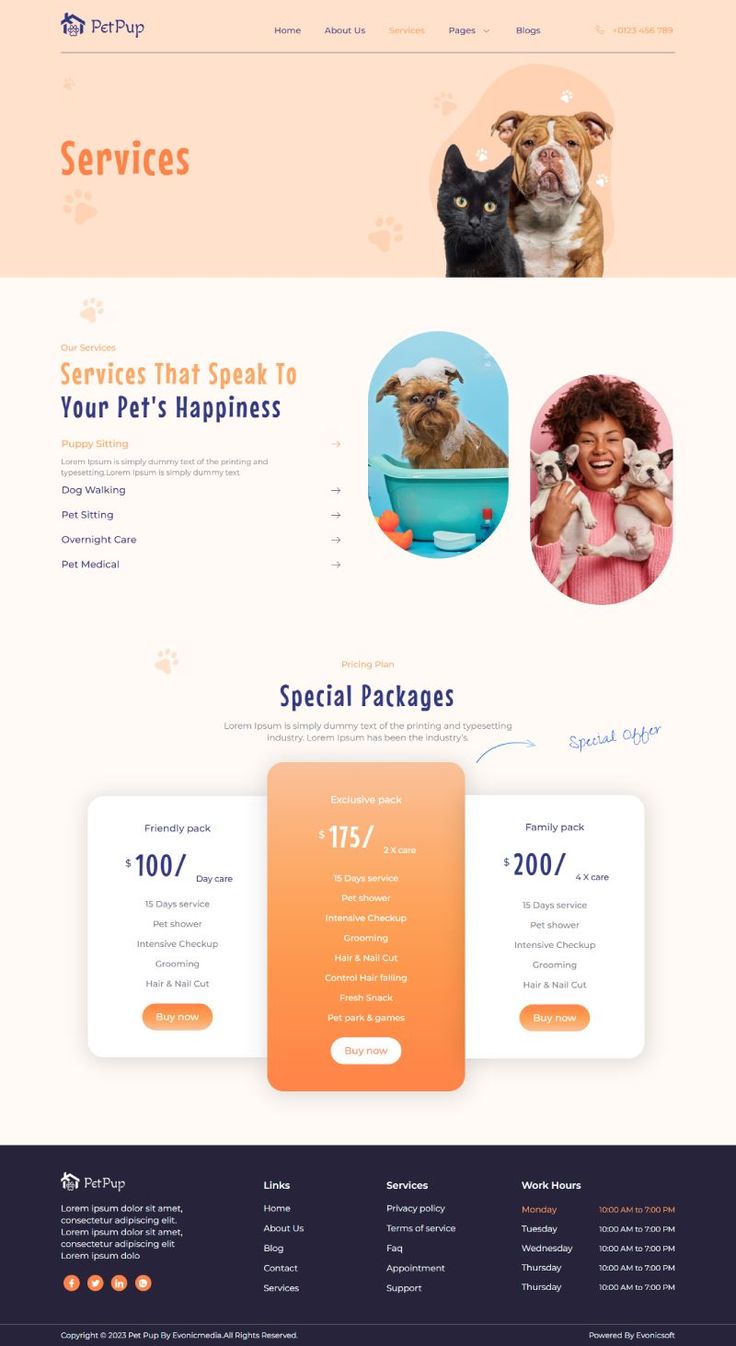 PetPup
Home About Us Services Pages Blogs +0123 456 789
Services
Our Services
Services That Speak To
Your Pet's Happiness
Puppy Sitting
Lorem Ipsum is simply dummy text of the printing and
typesetting.Lorem Ipsum is simply dummy text
Dog Walking
Pet Sitting
Overnight Care
Pet Medical
Pricing Plan
Special Packages
Lorem Ipsum is simply dummy text of the printing and typesetting
industry. Lorem Ipsum has been the industry's.
Special Offer
Friendly pack
$ 100/ Day care
15 Days service
Pet shower
Intensive Checkup
Grooming
Hair & Nail Cut
Buy now
Exclusive pack
$ 175/ 2 X care
15 Days service
Pet shower
Intensive Checkup
Grooming
Hair & Nail Cut
Control Hair falling
Fresh Snack
Pet park & games
Buy now
Family pack
$ 200/ 4 X care
15 Days service
Pet shower
Intensive Checkup
Grooming
Hair & Nail Cut
Buy now
PetPup
Lorem ipsum dolor sit amet,
consectetur adipiscing elit.
Lorem ipsum dolor sit amet,
consectetur adipiscing elit
Lorem ipsum dolo
Links
Home
About Us
Blog
Contact
Services
Services
Privacy policy
Terms of service
Faq
Appointment
Support
Work Hours
Monday 10:00 AM to 7:00 PM
Tuesday 10:00 AM to 7:00 PM
Wednesday 10:00 AM to 7:00 PM
Thursday 10:00 AM to 7:00 PM
Thursday 10:00 AM to 7:00 PM
Copyright © 2023 Pet Pup By Evonicmedia.All Rights Reserved.
Powered By Evonicsoft